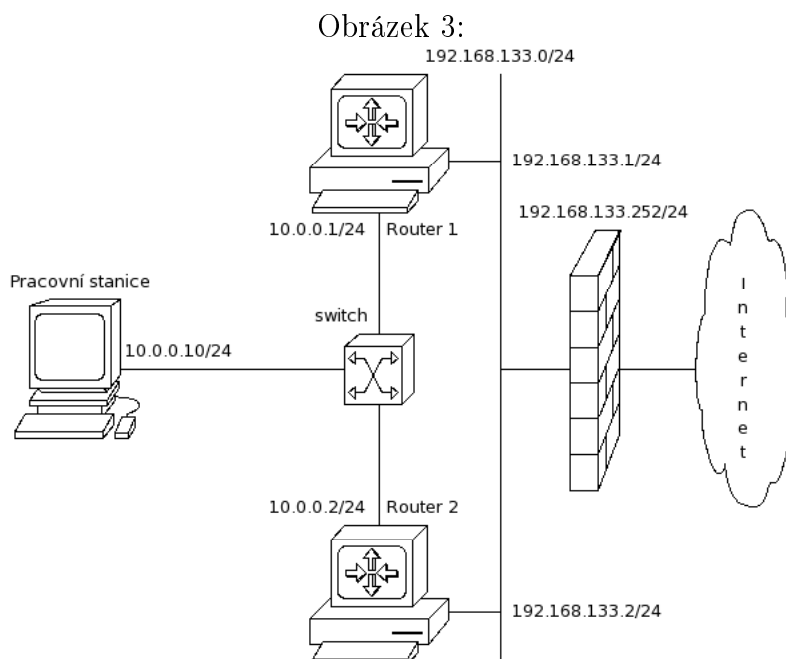 Obrázek 3:
192.168.133.0/24
192.168.133.1/24
192.168.133.252/24
10.0.0.1/24
Router 1
Pracovní stanice
switch
10.0.0.10/24
Internet
10.0.0.2/24
Router 2
192.168.133.2/24